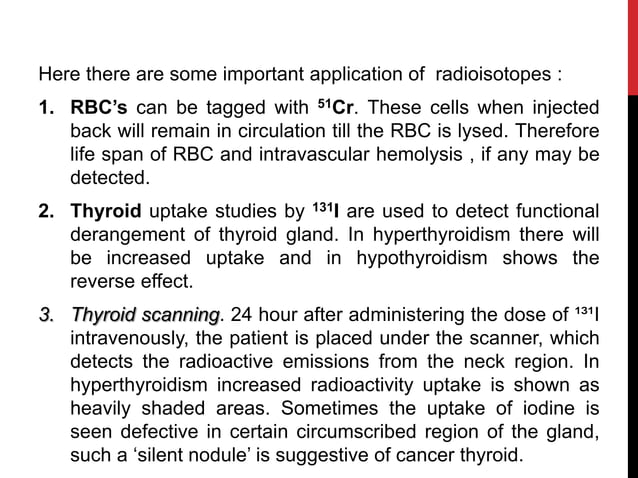 Here there are some important application of radioisotopes :
1. RBC’s can be tagged with ⁵¹Cr. These cells when injected
back will remain in circulation till the RBC is lysed. Therefore
life span of RBC and intravascular hemolysis , if any may be
detected.
2. Thyroid uptake studies by ¹³¹I are used to detect functional
derangement of thyroid gland. In hyperthyroidism there will
be increased uptake and in hypothyroidism shows the
reverse effect.
3. Thyroid scanning. 24 hour after administering the dose of ¹³¹I
intravenously, the patient is placed under the scanner, which
detects the radioactive emissions from the neck region. In
hyperthyroidism increased radioactivity uptake is shown as
heavily shaded areas. Sometimes the uptake of iodine is
seen defective in certain circumscribed region of the gland,
such a ‘silent nodule’ is suggestive of cancer thyroid.